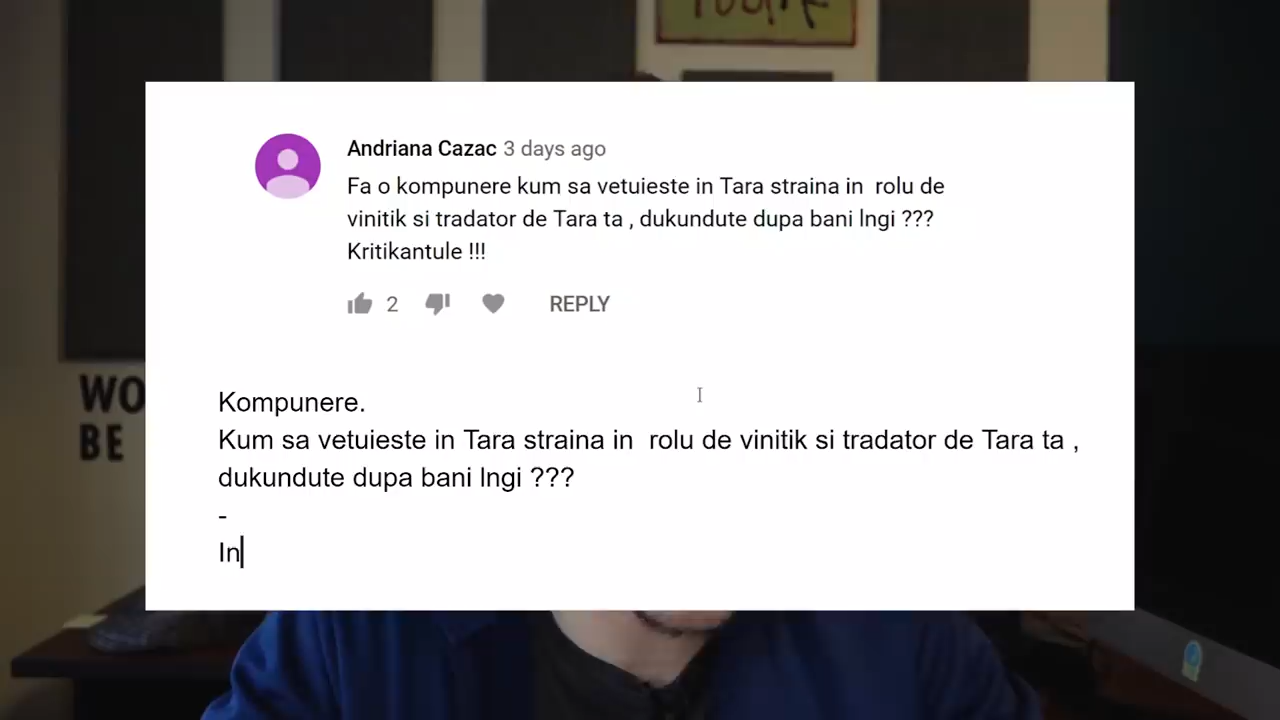 WO
BE
Andriana Cazac 3 days ago
Fa o kompunere kum sa vetuieste in Tara straina in rolu de
vinitik si tradator de Tara ta , dukundute dupa bani lngi ???
Kritikantule !!!
2 REPLY
Kompunere.
Kum sa vetuieste in Tara straina in rolu de vinitik si tradator de Tara ta ,
dukundute dupa bani lngi ???
-
In